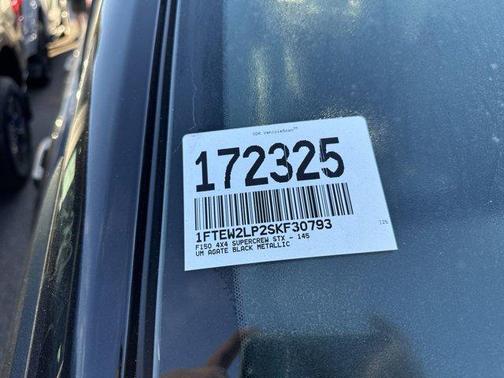 172325
1FTEW2LP2SKF30793
F150 4X4 SUPERCREW STX - 145
UM AGATE BLACK METALLIC